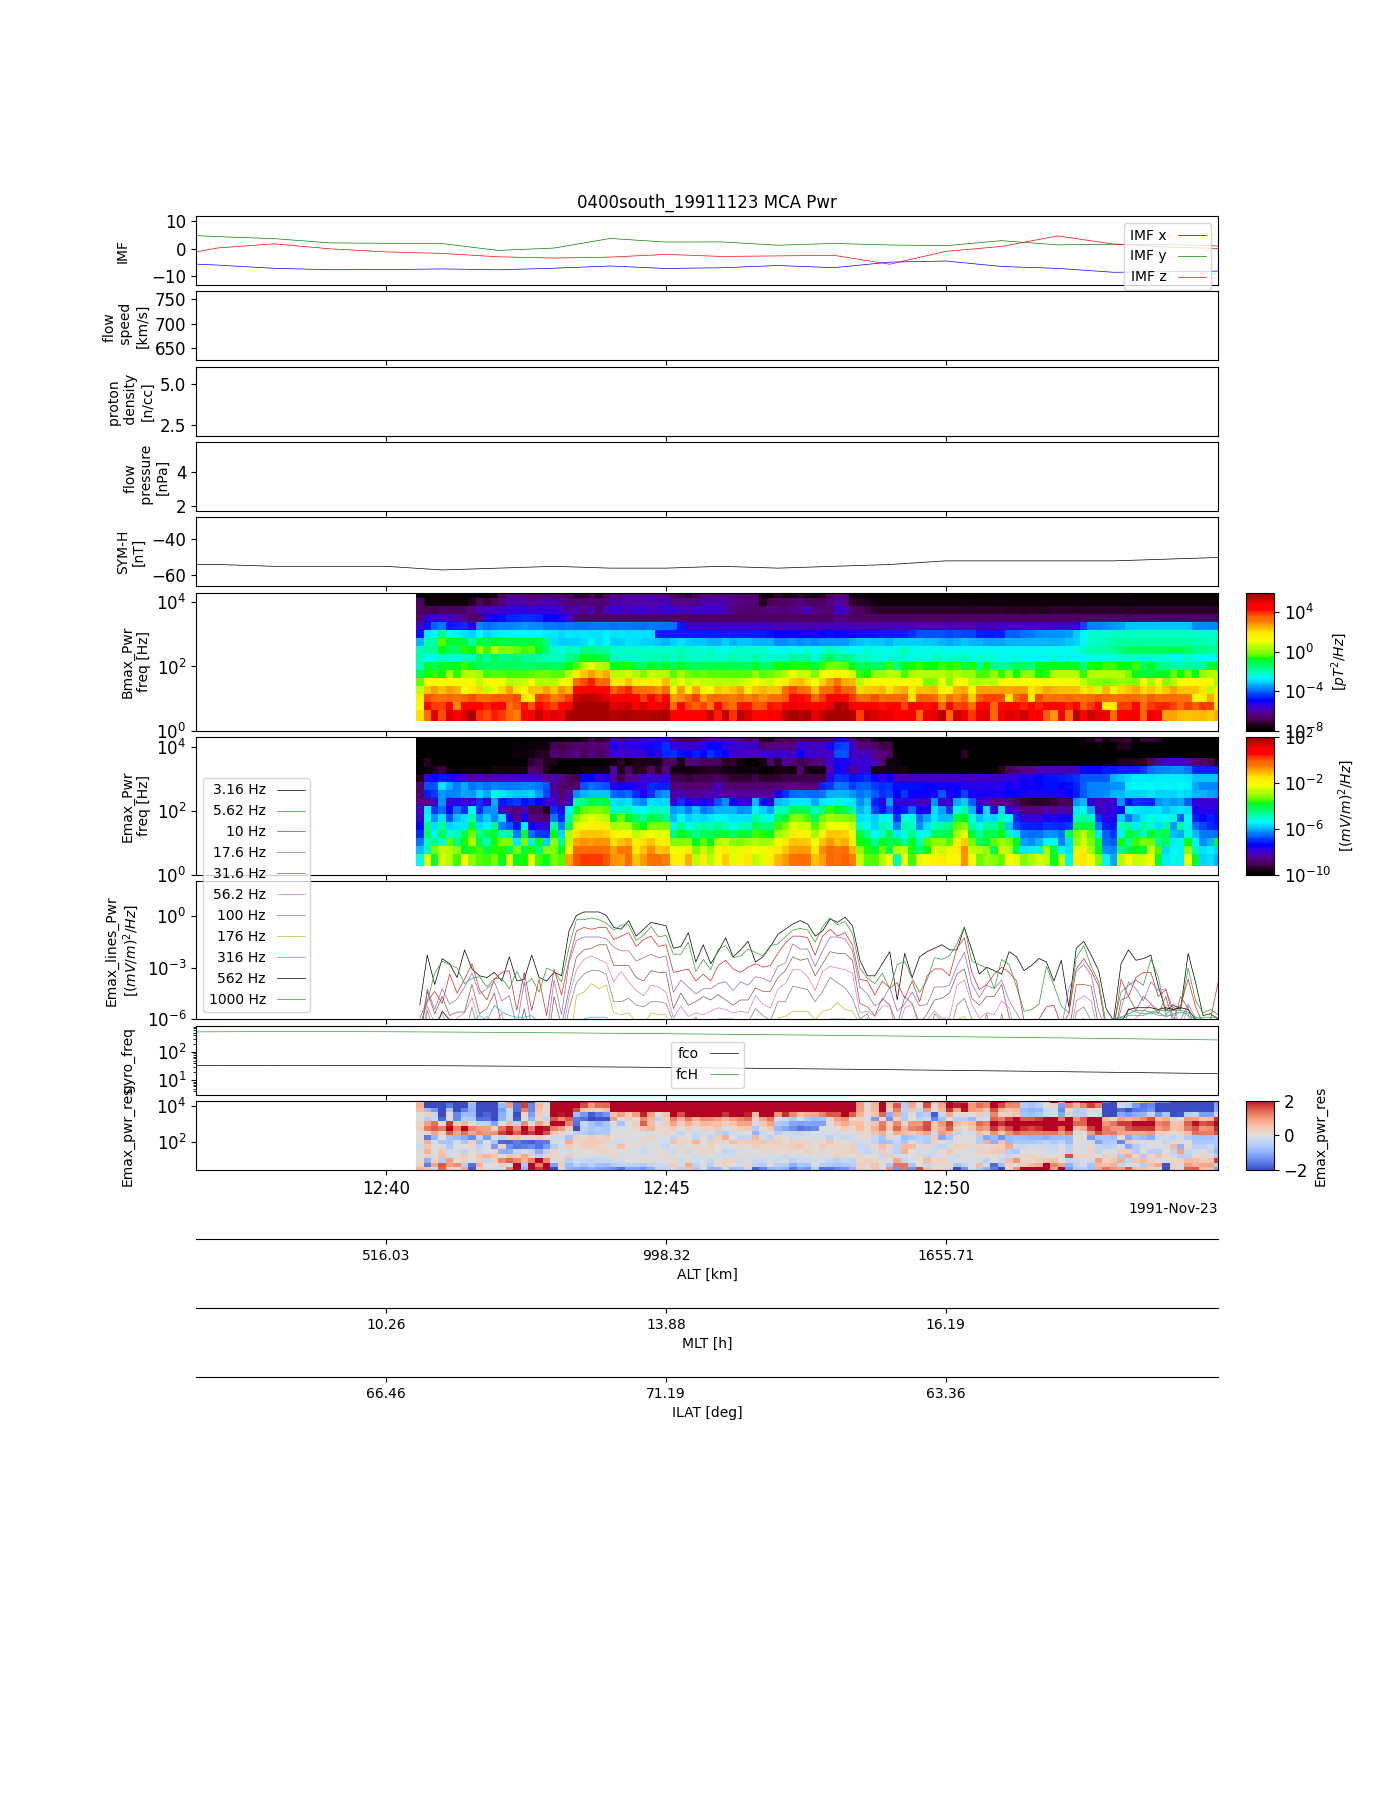 0400south_19911123 MCA Pwr
10
0
−10
IMF
IMF x
IMF y
IMF z
750
700
650
flow
speed
[km/s]
5.0
2.5
proton
density
[n/cc]
4
2
flow
pressure
[nPa]
−40
−60
SYM-H
[nT]
10^4
10^2
10^0
Bmax_Pwr
freq [Hz]
10^4
10^0
10^−4
10^−8
[pT^2/Hz]
10^4
10^2
10^0
Emax_Pwr
freq [Hz]
10^2
10^−2
10^−6
10^−10
[(mV/m)^2/Hz]
3.16 Hz
5.62 Hz
10 Hz
17.6 Hz
31.6 Hz
56.2 Hz
100 Hz
176 Hz
316 Hz
562 Hz
1000 Hz
10^0
10^−3
10^−6
Emax_lines_Pwr
[(mV/m)^2/Hz]
10^2
10^1
gyro_freq
fco
fcH
10^4
10^2
Emax_pwr_res
2
0
−2
Emax_pwr_res
12:40 12:45 12:50
1991-Nov-23
516.03 998.32 1655.71
ALT [km]
10.26 13.88 16.19
MLT [h]
66.46 71.19 63.36
ILAT [deg]